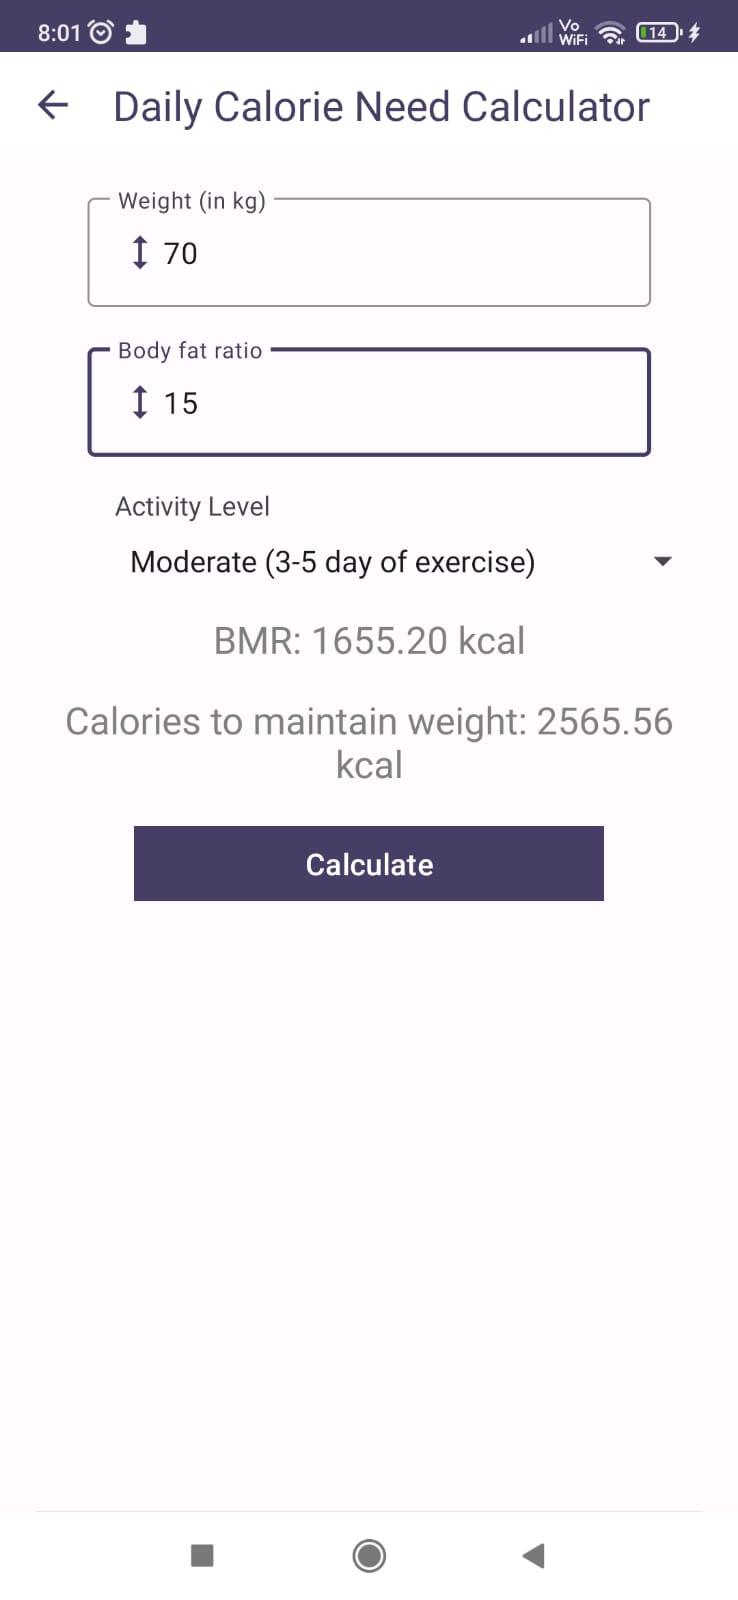 8:01
Vo
WiFi
14
Daily Calorie Need Calculator
Weight (in kg)
70
Body fat ratio
15
Activity Level
Moderate (3-5 day of exercise)
BMR: 1655.20 kcal
Calories to maintain weight: 2565.56
kcal
Calculate